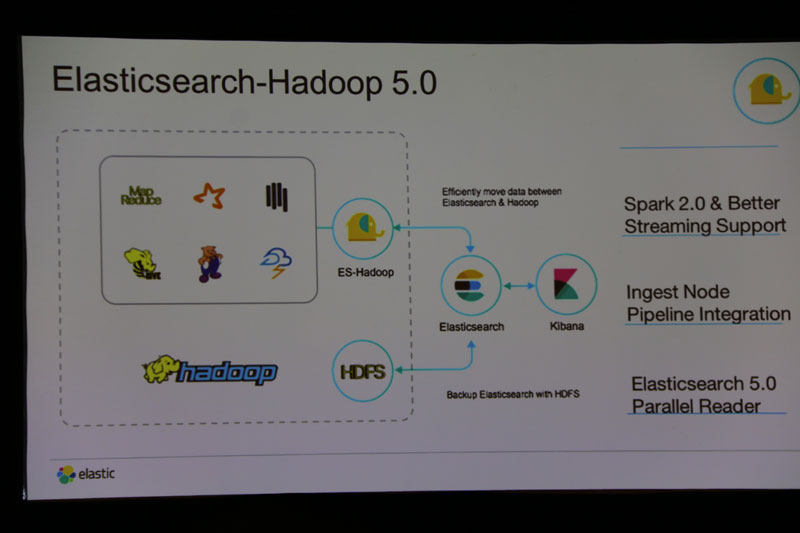 Elasticsearch-Hadoop 5.0
Map
Reduce
HIVE
ES-Hadoop
hadoop
HDFS
Efficiently move data between
Elasticsearch & Hadoop
Elasticsearch
Kibana
Backup Elasticsearch with HDFS
Spark 2.0 & Better
Streaming Support
Ingest Node
Pipeline Integration
Elasticsearch 5.0
Parallel Reader
elastic